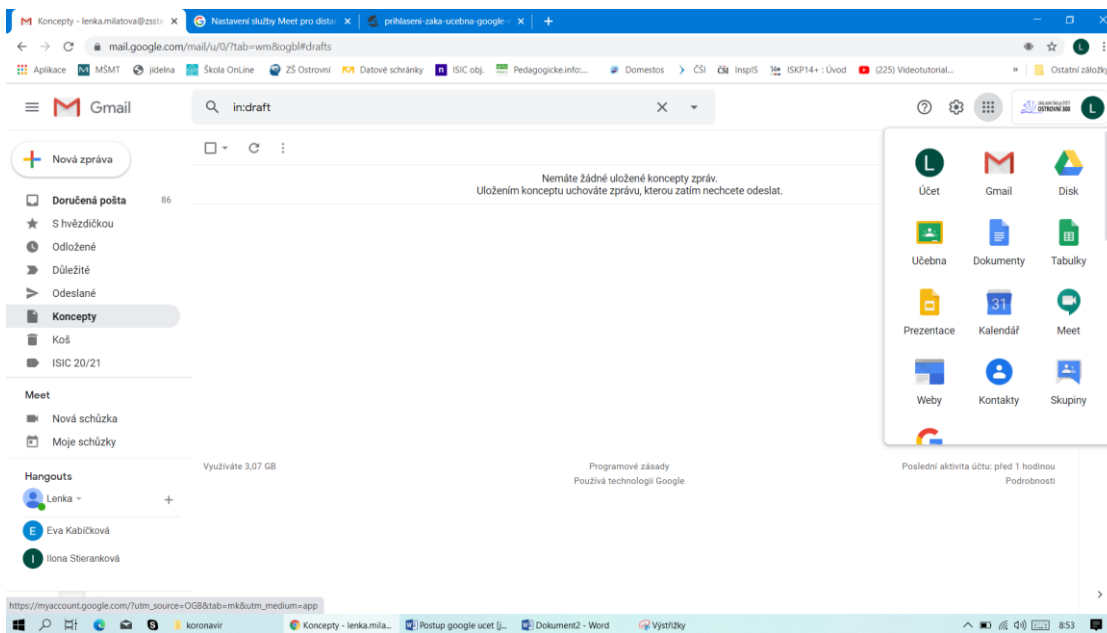 Koncepty - lenka.milatova@zsste
Nastavení služby Meet pro distan
prihlaseni-zaka-ucebna-google-
mail.google.com/mail/u/0/?tab=wm&ogbl#drafts
Aplikace MŠMT jídelna Škola OnLine ZŠ Ostrovní Datové schránky ISIC obj. Pedagogicke.info:... Domestos ČŠI InspIS ISKP14+ : Úvod (225) Videotutorial... » Ostatní záložky
Gmail
in:draft
ZÁKLADNÍ ŠKOLA ŠTĚTÍ
OSTROVNÍ 300
L
Nová zpráva
Nemáte žádné uložené koncepty zpráv.
Uložením konceptu uchováte zprávu, kterou zatím nechcete odeslat.
Doručená pošta 86
S hvězdičkou
Odložené
Důležité
Odeslané
Koncepty
Koš
ISIC 20/21
Meet
Nová schůzka
Moje schůzky
Hangouts
Lenka
E Eva Kabíčková
I Ilona Stieranková
L
Účet Gmail Disk
Učebna Dokumenty Tabulky
31
Prezentace Kalendář Meet
Weby Kontakty Skupiny
Využíváte 3,07 GB
Programové zásady
Používá technologii Google
Poslední aktivita účtu: před 1 hodinou
Podrobnosti
https://myaccount.google.com/?utm_source=OGB&tab=mk&utm_medium=app
koronavir
Koncepty - lenka.mila...
Postup google ucet [j...
Dokument2 - Word
Výstřižky
8:53